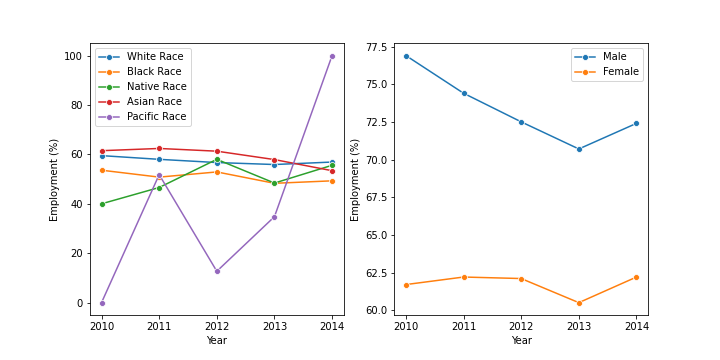 White Race
Black Race
Native Race
Asian Race
Pacific Race
100
80
60
40
20
0
Employment (%)
2010 2011 2012 2013 2014
Year
Male
Female
77.5
75.0
72.5
70.0
67.5
65.0
62.5
60.0
Employment (%)
2010 2011 2012 2013 2014
Year